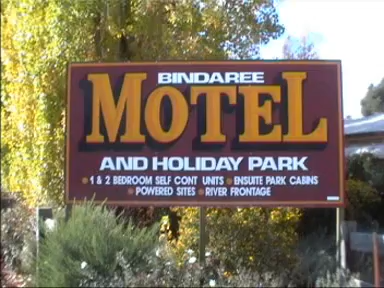 BINDAREE
MOTEL
AND HOLIDAY PARK
• 1 & 2 BEDROOM SELF CONT UNITS • ENSUITE PARK CABINS
• POWERED SITES • RIVER FRONTAGE